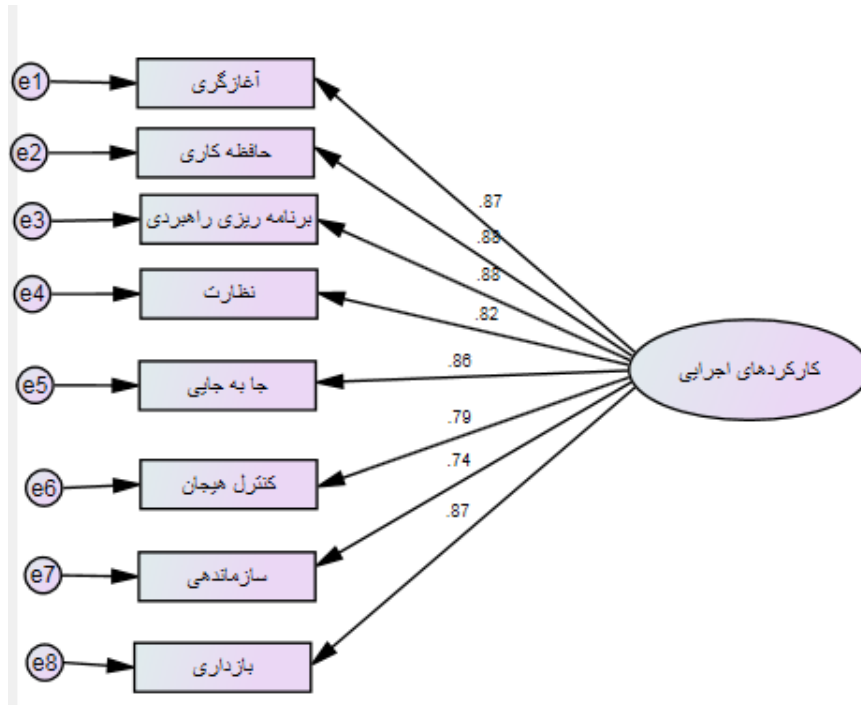 e1
آغازگری
e2
حافظه کاری
.87
e3
برنامه ریزی راهبردی
.88
.88
e4
نظارت
.82
e5
جا به جایی
.86
کارکردهای اجرایی
.79
e6
کنترل هیجان
.74
.87
e7
سازماندهی
e8
بازداری